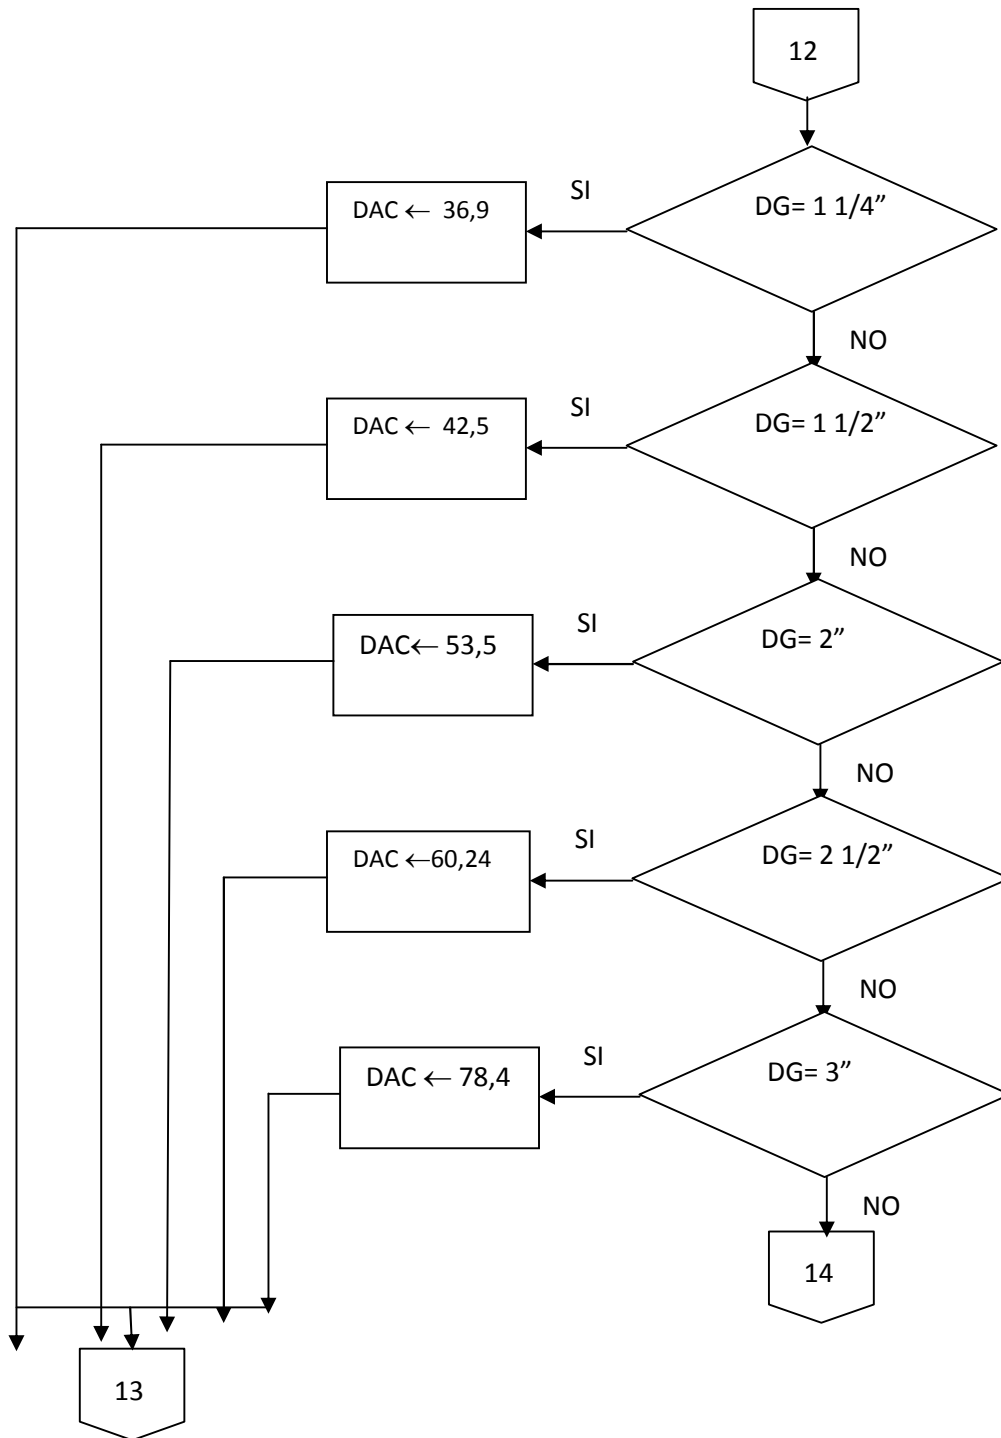 12
SI
DG= 1 1/4”
DAC ← 36,9
NO
SI
DG= 1 1/2”
DAC ← 42,5
NO
SI
DG= 2”
DAC← 53,5
NO
SI
DG= 2 1/2”
DAC ←60,24
NO
SI
DG= 3”
DAC ← 78,4
NO
14
13